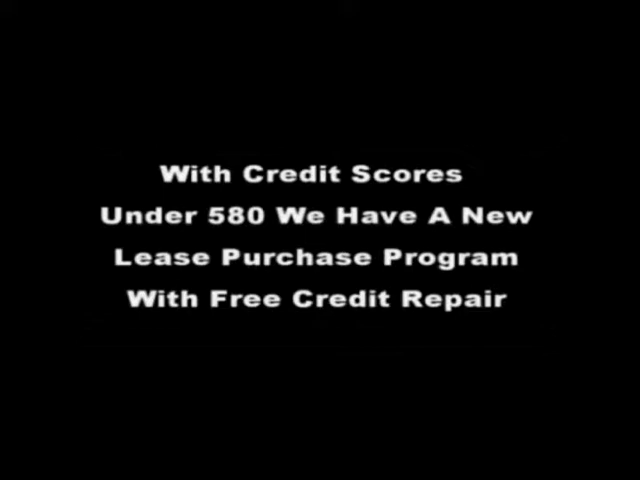 With Credit Scores
Under 580 We Have A New
Lease Purchase Program
With Free Credit Repair